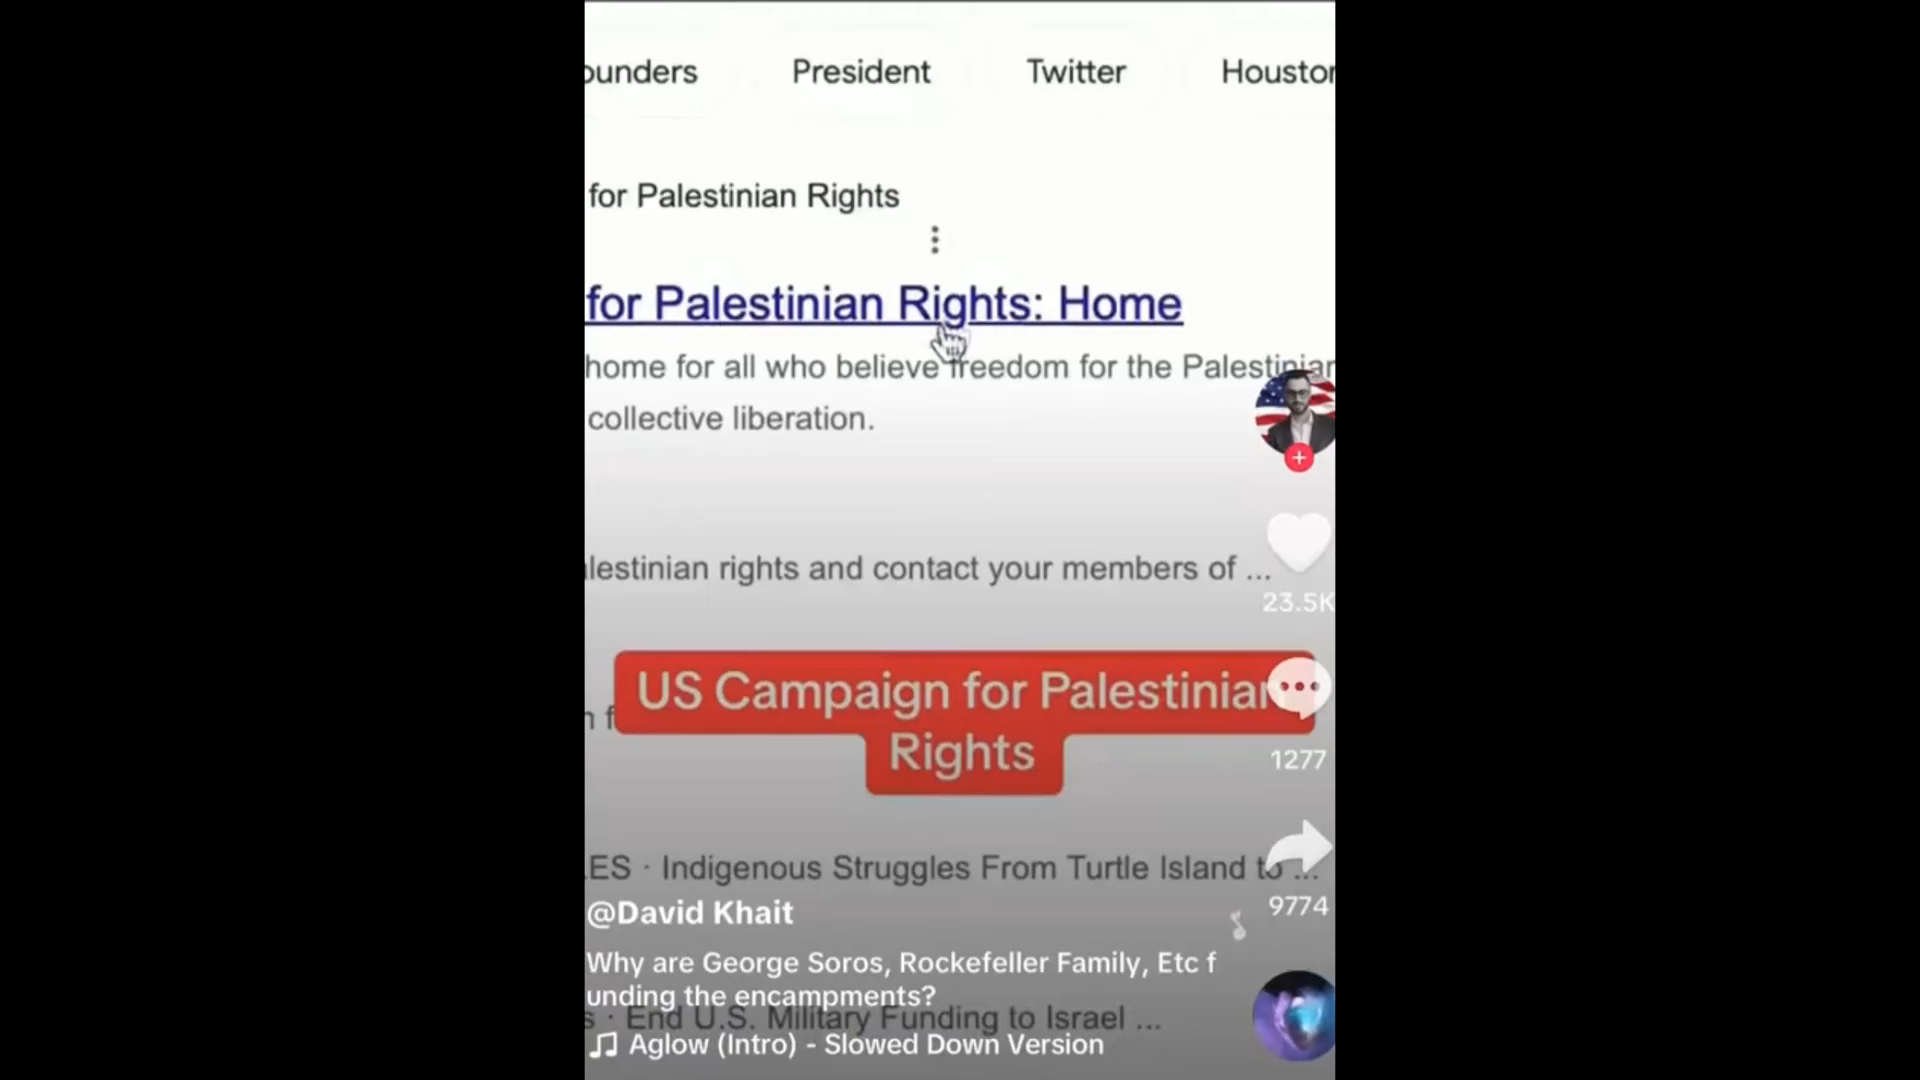 ounders President Twitter Houston
for Palestinian Rights
for Palestinian Rights: Home
home for all who believe freedom for the Palestinian
collective liberation.
lestinian rights and contact your members of ...
23.5K
US Campaign for Palestinian
Rights
1277
ES · Indigenous Struggles From Turtle Island to ...
9774
@David Khait
Why are George Soros, Rockefeller Family, Etc f
unding the encampments?
s · End U.S. Military Funding to Israel ...
Aglow (Intro) - Slowed Down Version